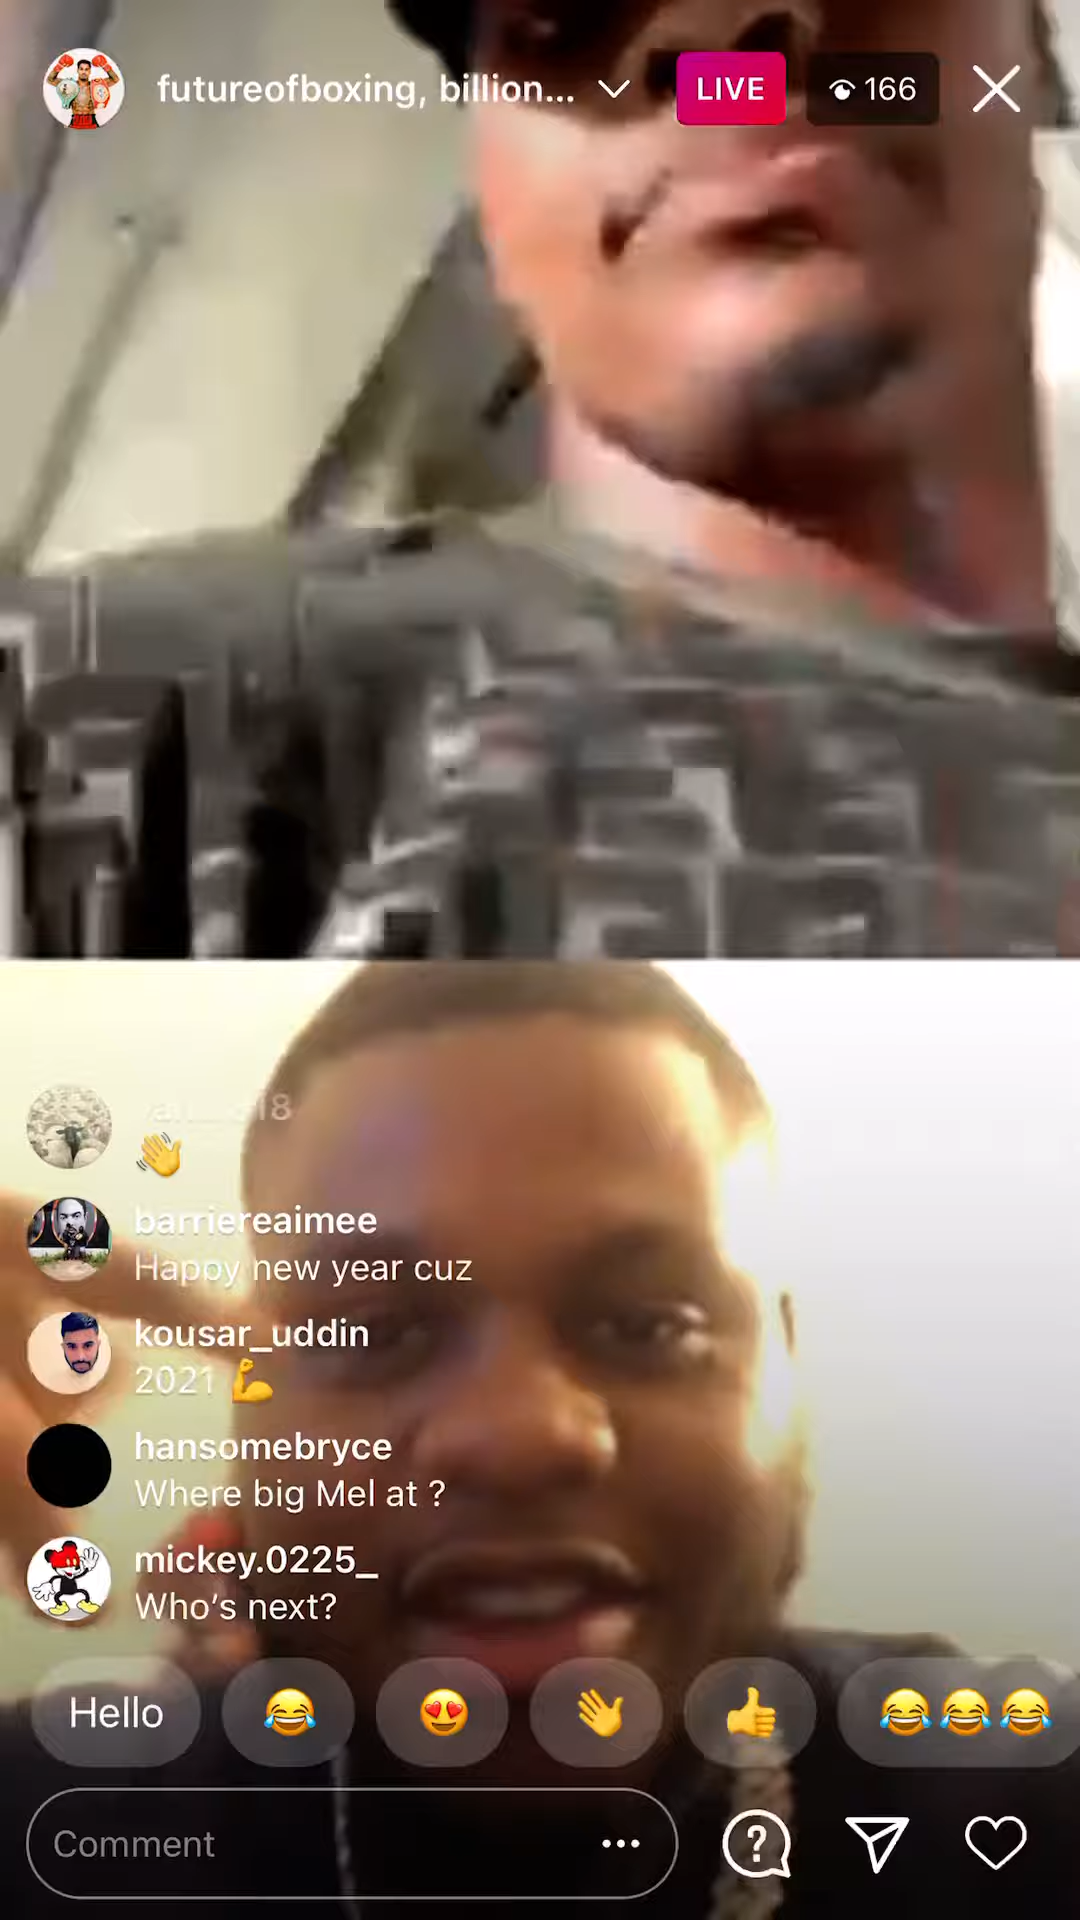 futureofboxing, billion...
LIVE
166
barriereaimee
Happy new year cuz
kousar_uddin
2021 💪
hansomebryce
Where big Mel at ?
mickey.0225_
Who's next?
Hello
Comment